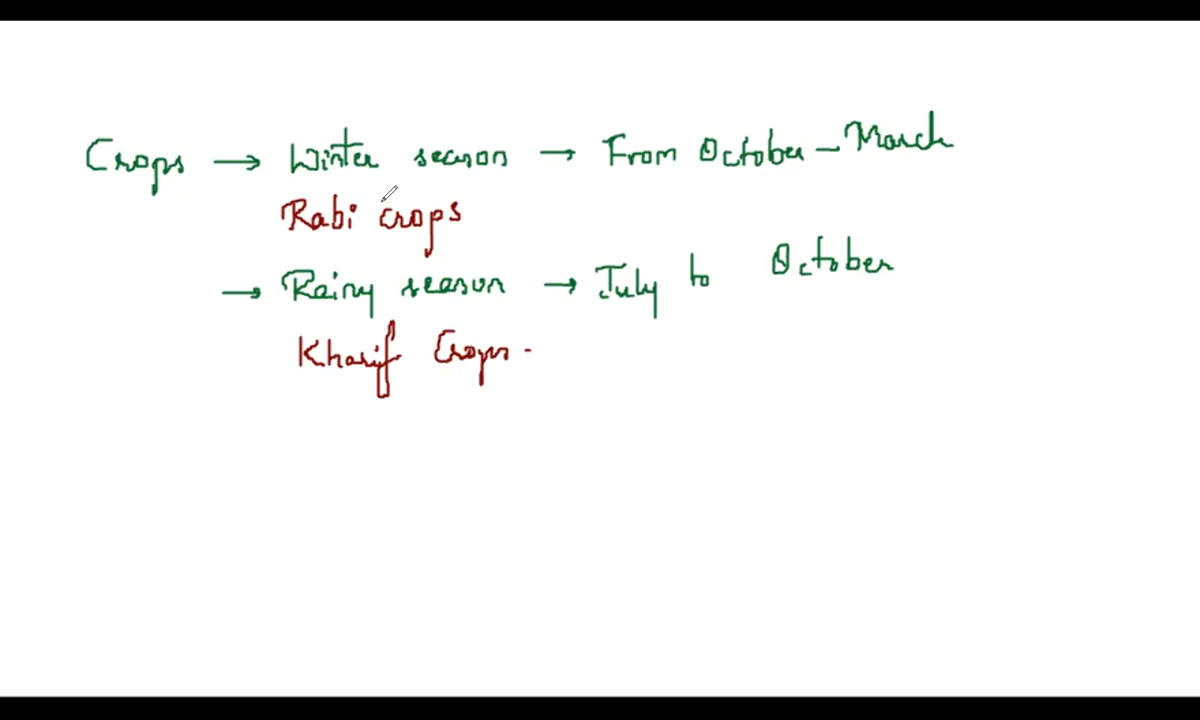 Crops → Winter season → From October - March
Rabi crops
→ Rainy season → July to October
Kharif Crops.